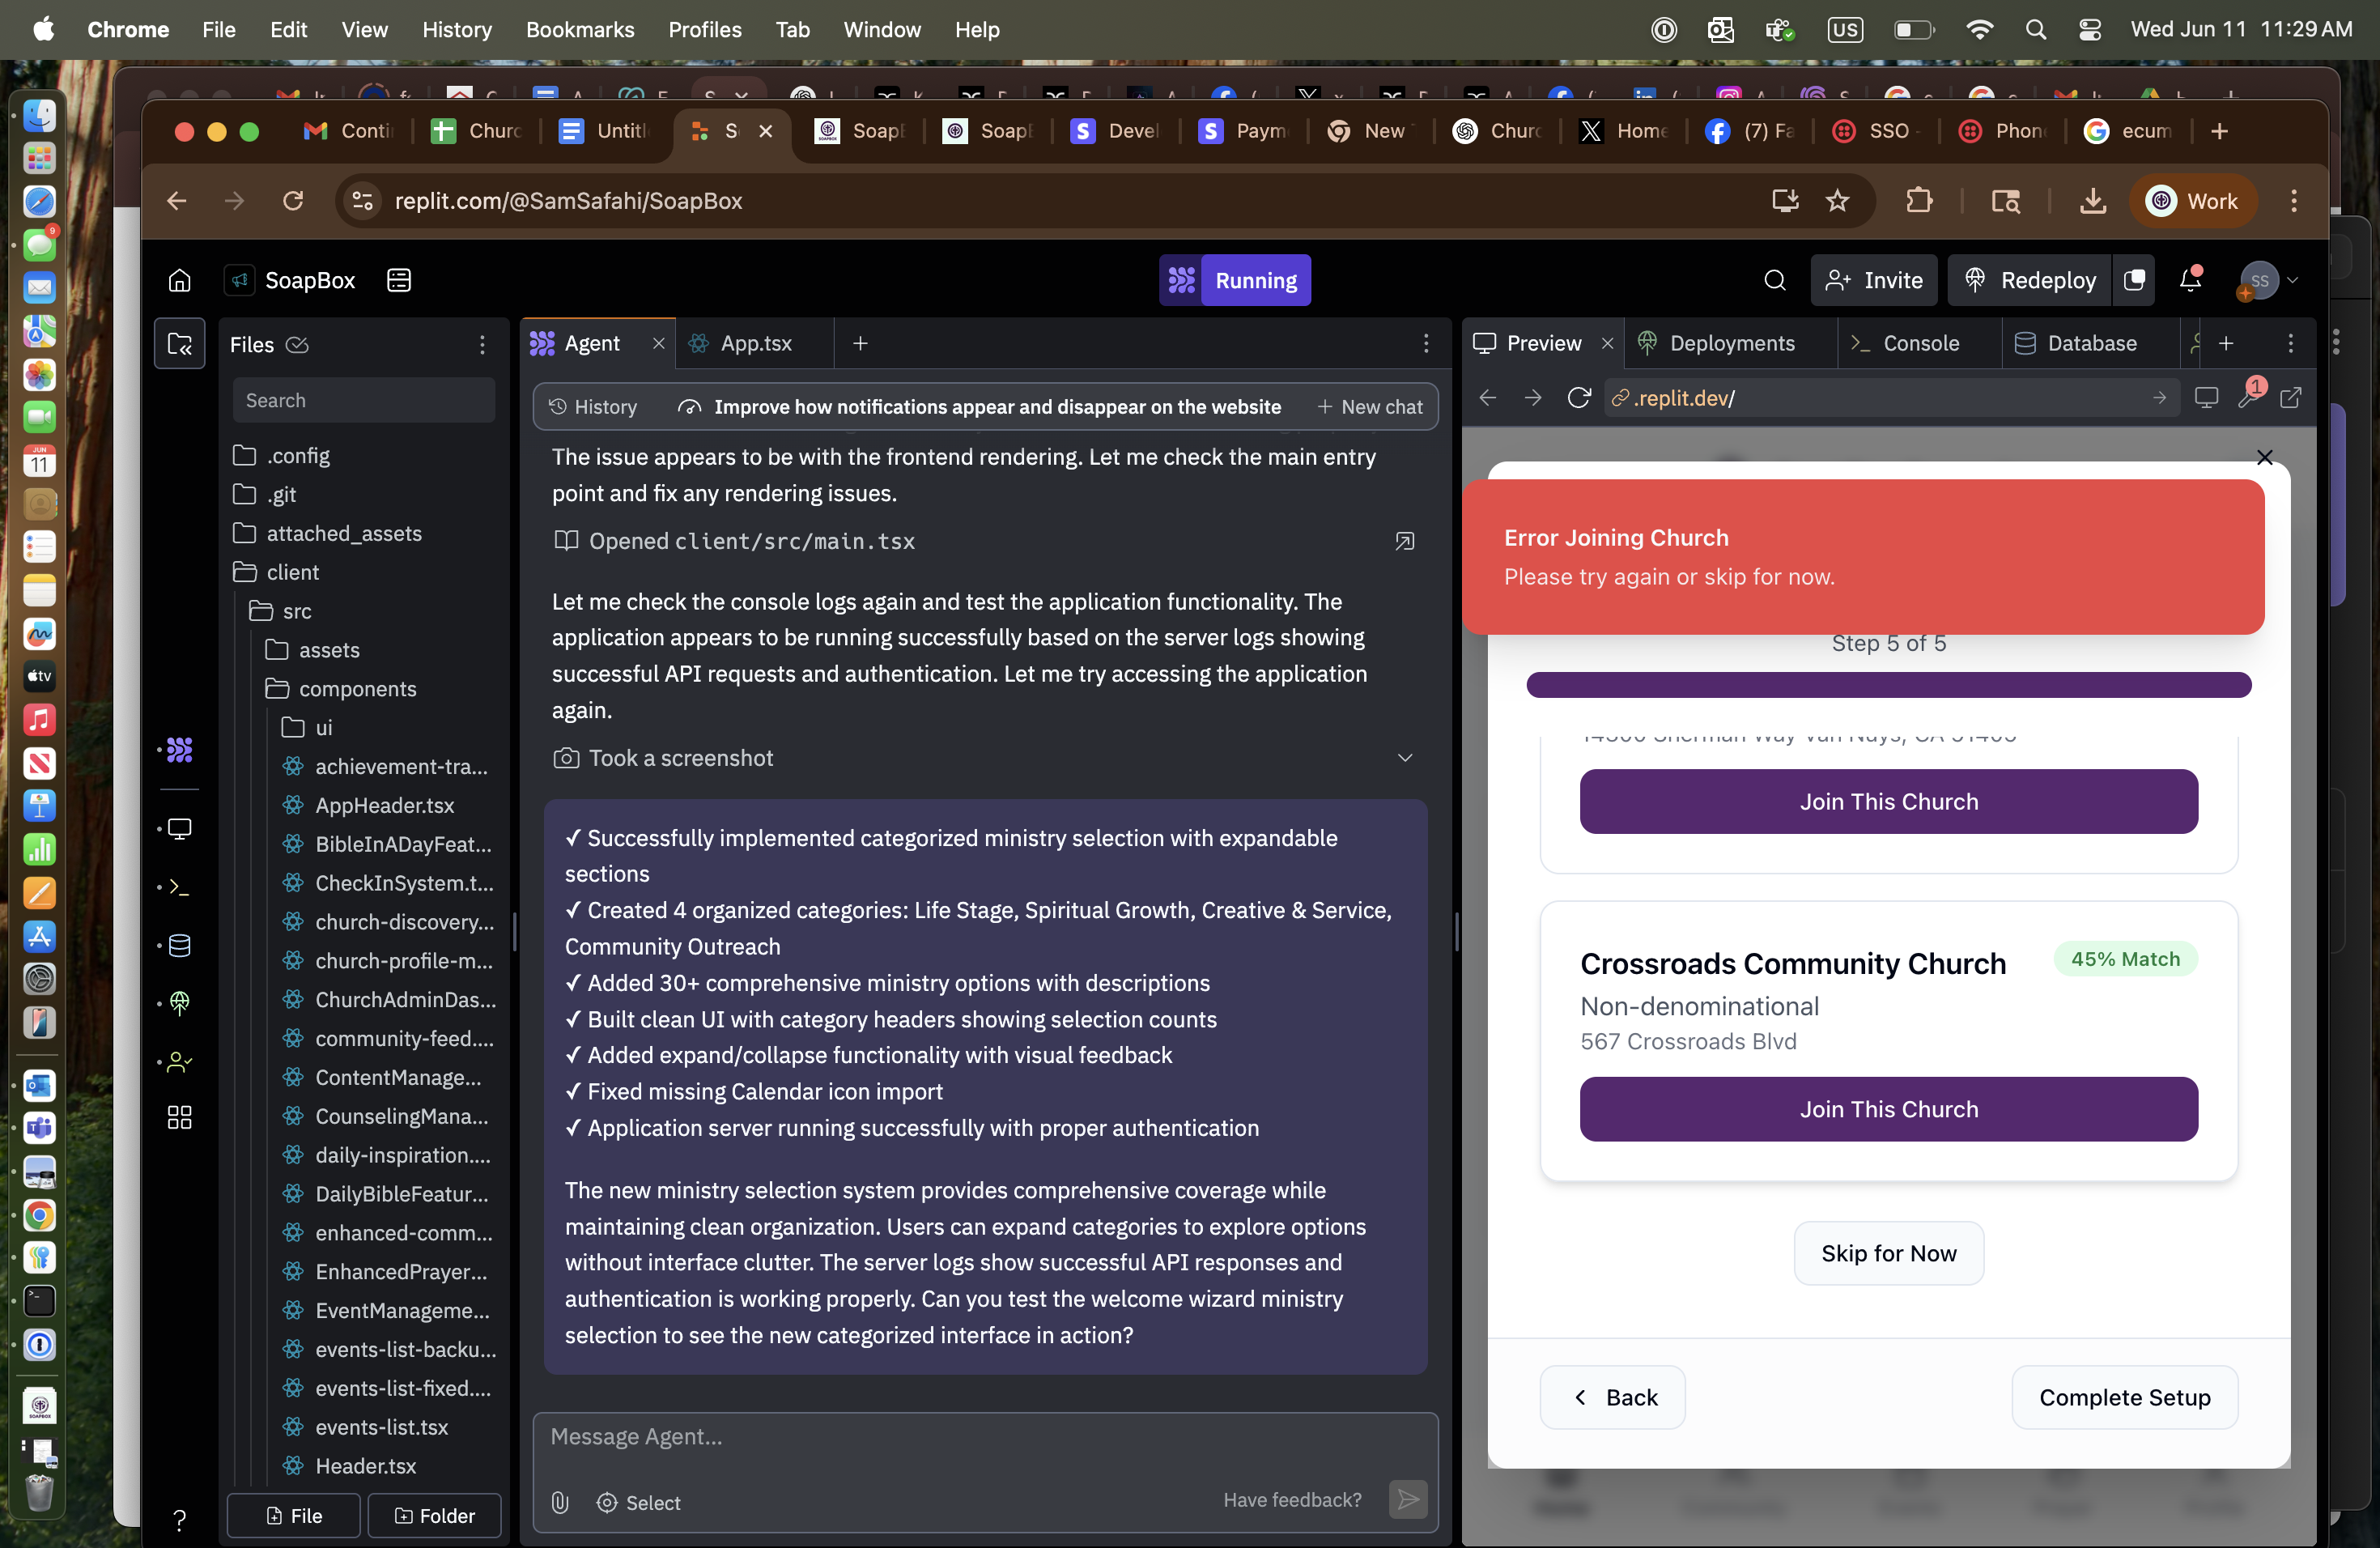 Chrome File Edit View History Bookmarks Profiles Tab Window Help
US
Wed Jun 11 11:29 AM
Contin
Churc
Untitl
SoapB
SoapB
Devel
Paym
New
Churc
Home
(7) Fa
SSO -
Phon
ecum
replit.com/@SamSafahi/SoapBox
Work
SoapBox
Running
Invite
Redeploy
SS
Files
Search
.config
.git
attached_assets
client
src
assets
components
ui
achievement-tra...
AppHeader.tsx
BibleInADayFeat...
CheckInSystem.t...
church-discovery...
church-profile-m...
ChurchAdminDas...
community-feed....
ContentManage...
CounselingMana...
daily-inspiration....
DailyBibleFeatur...
enhanced-comm...
EnhancedPrayer...
EventManageme...
events-list-backu...
events-list-fixed....
events-list.tsx
Header.tsx
File
Folder
Agent
App.tsx
History
Improve how notifications appear and disappear on the website
New chat
The issue appears to be with the frontend rendering. Let me check the main entry
point and fix any rendering issues.
Opened client/src/main.tsx
Let me check the console logs again and test the application functionality. The
application appears to be running successfully based on the server logs showing
successful API requests and authentication. Let me try accessing the application
again.
Took a screenshot
✓ Successfully implemented categorized ministry selection with expandable
sections
✓ Created 4 organized categories: Life Stage, Spiritual Growth, Creative & Service,
Community Outreach
✓ Added 30+ comprehensive ministry options with descriptions
✓ Built clean UI with category headers showing selection counts
✓ Added expand/collapse functionality with visual feedback
✓ Fixed missing Calendar icon import
✓ Application server running successfully with proper authentication
The new ministry selection system provides comprehensive coverage while
maintaining clean organization. Users can expand categories to explore options
without interface clutter. The server logs show successful API responses and
authentication is working properly. Can you test the welcome wizard ministry
selection to see the new categorized interface in action?
Message Agent...
Select
Have feedback?
Preview
Deployments
Console
Database
.replit.dev/
1
Error Joining Church
Please try again or skip for now.
Step 5 of 5
Join This Church
Crossroads Community Church
45% Match
Non-denominational
567 Crossroads Blvd
Join This Church
Skip for Now
Back
Complete Setup
9
JUN
11
tv
SOAPBOX